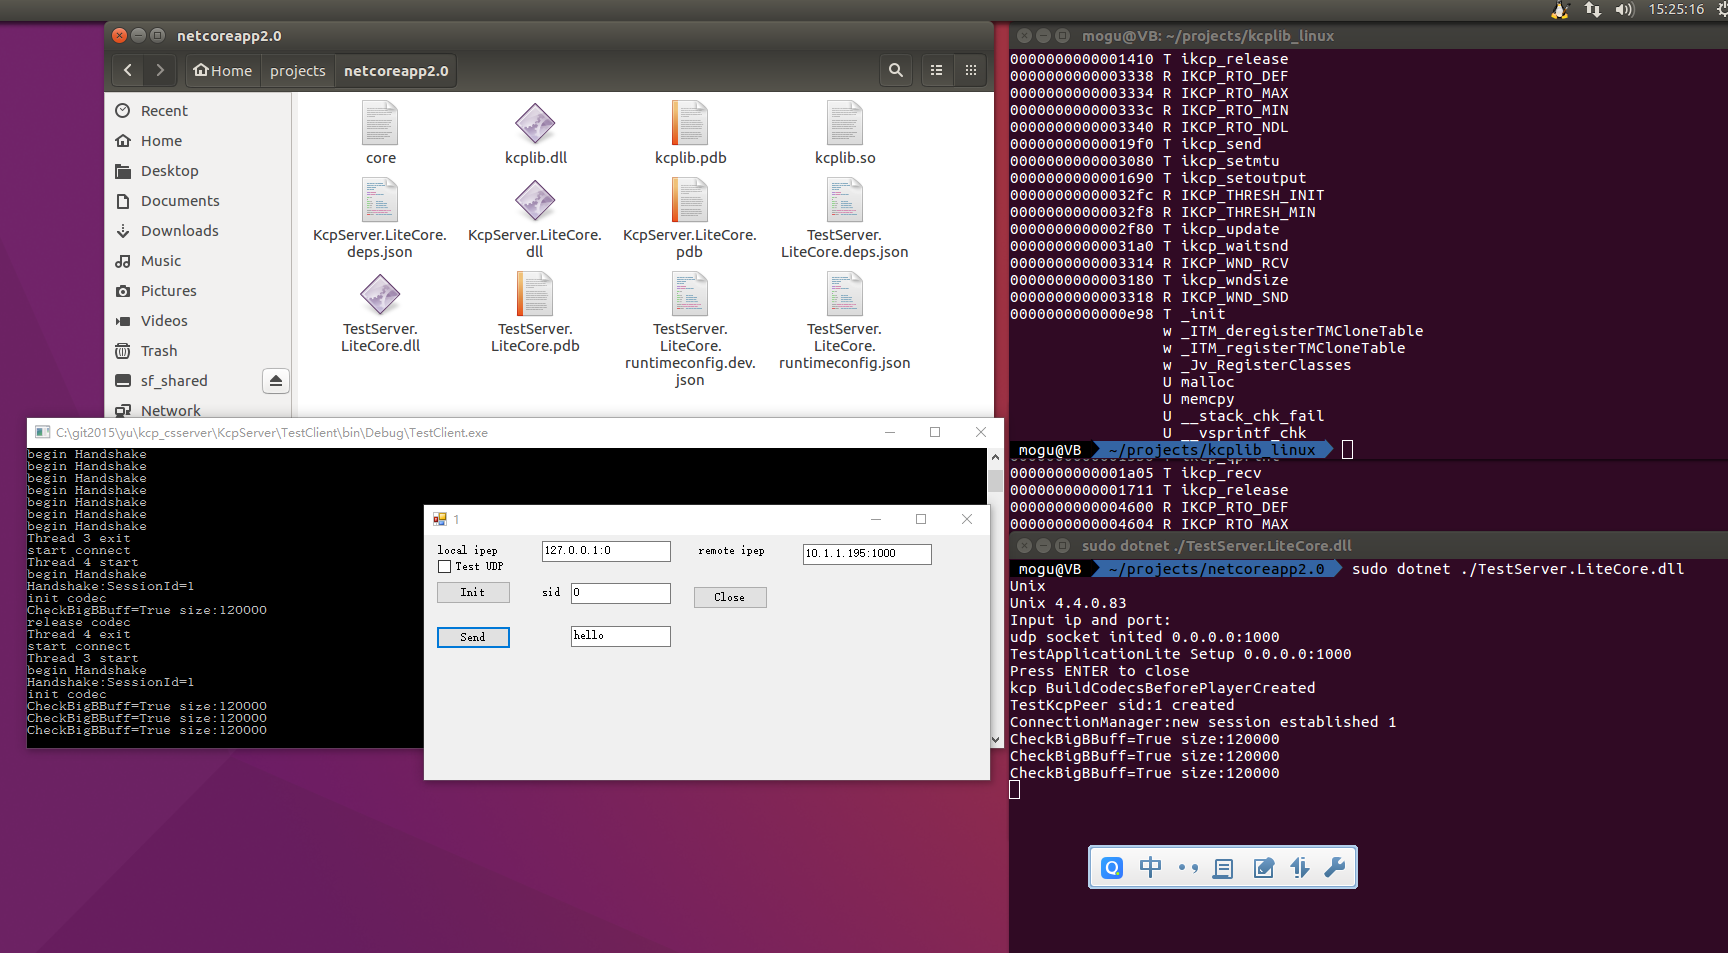 15:25:16
netcoreapp2.0
Home
projects
netcoreapp2.0
Recent
Home
Desktop
Documents
Downloads
Music
Pictures
Videos
Trash
sf_shared
Network
core
kcplib.dll
kcplib.pdb
kcplib.so
KcpServer.LiteCore.
deps.json
KcpServer.LiteCore.
dll
KcpServer.LiteCore.
pdb
TestServer.
LiteCore.deps.json
TestServer.
LiteCore.dll
TestServer.
LiteCore.pdb
TestServer.
LiteCore.
runtimeconfig.dev.
json
TestServer.
LiteCore.
runtimeconfig.json
mogu@VB: ~/projects/kcplib_linux
0000000000001410 T ikcp_release
0000000000003338 R IKCP_RTO_DEF
0000000000003334 R IKCP_RTO_MAX
000000000000333c R IKCP_RTO_MIN
0000000000003340 R IKCP_RTO_NDL
00000000000019f0 T ikcp_send
0000000000003080 T ikcp_setmtu
0000000000001690 T ikcp_setoutput
00000000000032fc R IKCP_THRESH_INIT
00000000000032f8 R IKCP_THRESH_MIN
0000000000002f80 T ikcp_update
00000000000031a0 T ikcp_waitsnd
0000000000003314 R IKCP_WND_RCV
0000000000003180 T ikcp_wndsize
0000000000003318 R IKCP_WND_SND
0000000000000e98 T _init
w _ITM_deregisterTMCloneTable
w _ITM_registerTMCloneTable
w _Jv_RegisterClasses
U malloc
U memcpy
U __stack_chk_fail
U __vsprintf_chk
mogu@VB ~/projects/kcplib_linux
0000000000001a05 T ikcp_recv
0000000000001711 T ikcp_release
0000000000004600 R IKCP_RTO_DEF
0000000000004604 R IKCP_RTO_MAX
C:\git2015\yu\kcp_csserver\KcpServer\TestClient\bin\Debug\TestClient.exe
begin Handshake
begin Handshake
begin Handshake
begin Handshake
begin Handshake
begin Handshake
begin Handshake
Thread 3 exit
start connect
Thread 4 start
begin Handshake
Handshake:SessionId=1
init codec
CheckBigBBuff=True size:120000
release codec
Thread 4 exit
start connect
Thread 3 start
begin Handshake
Handshake:SessionId=1
init codec
CheckBigBBuff=True size:120000
CheckBigBBuff=True size:120000
CheckBigBBuff=True size:120000
1
local ipep
127.0.0.1:0
remote ipep
10.1.1.195:1000
Test UDP
Init
sid
0
Close
Send
hello
sudo dotnet ./TestServer.LiteCore.dll
mogu@VB ~/projects/netcoreapp2.0 sudo dotnet ./TestServer.LiteCore.dll
Unix
Unix 4.4.0.83
Input ip and port:
udp socket inited 0.0.0.0:1000
TestApplicationLite Setup 0.0.0.0:1000
Press ENTER to close
kcp BuildCodecsBeforePlayerCreated
TestKcpPeer sid:1 created
ConnectionManager:new session established 1
CheckBigBBuff=True size:120000
CheckBigBBuff=True size:120000
CheckBigBBuff=True size:120000
中